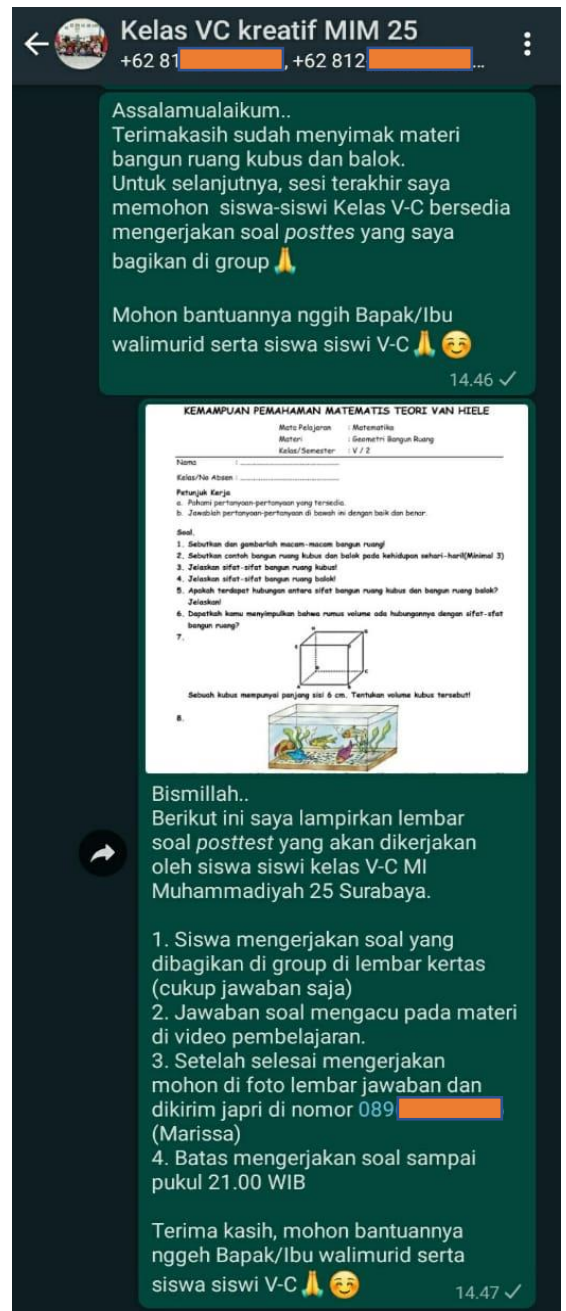 Kelas VC kreatif MIM 25
+62 81 , +62 812 ...
Assalamualaikum..
Terimakasih sudah menyimak materi
bangun ruang kubus dan balok.
Untuk selanjutnya, sesi terakhir saya
memohon siswa-siswi Kelas V-C bersedia
mengerjakan soal posttes yang saya
bagikan di group 🙏
Mohon bantuannya nggih Bapak/Ibu
walimurid serta siswa siswi V-C 🙏 ☺️
14.46 ✓
KEMAMPUAN PEMAHAMAN MATEMATIS TEORI VAN HIELE
Mata Pelajaran : Matematika
Materi : Geometri Bangun Ruang
Kelas/Semester : V / 2
Nama :
Kelas/No Absen :
Petunjuk Kerja
a. Pahami pertanyaan-pertanyaan yang tersedia.
b. Jawablah pertanyaan-pertanyaan di bawah ini dengan baik dan benar.
Soal.
1. Sebutkan dan gambarlah macam-macam bangun ruang!
2. Sebutkan contoh bangun ruang kubus dan balok pada kehidupan sehari-hari!(Minimal 3)
3. Jelaskan sifat-sifat bangun ruang kubus!
4. Jelaskan sifat-sifat bangun ruang balok!
5. Apakah terdapat hubungan antara sifat bangun ruang kubus dan bangun ruang balok?
Jelaskan!
6. Dapatkah kamu menyimpulkan bahwa rumus volume ada hubungannya dengan sifat-sfat
bangun ruang?
7.
Sebuah kubus mempunyai panjang sisi 6 cm. Tentukan volume kubus tersebut!
8.
Bismillah..
Berikut ini saya lampirkan lembar
soal posttest yang akan dikerjakan
oleh siswa siswi kelas V-C MI
Muhammadiyah 25 Surabaya.
1. Siswa mengerjakan soal yang
dibagikan di group di lembar kertas
(cukup jawaban saja)
2. Jawaban soal mengacu pada materi
di video pembelajaran.
3. Setelah selesai mengerjakan
mohon di foto lembar jawaban dan
dikirim japri di nomor 089
(Marissa)
4. Batas mengerjakan soal sampai
pukul 21.00 WIB
Terima kasih, mohon bantuannya
nggeh Bapak/Ibu walimurid serta
siswa siswi V-C 🙏 ☺️
14.47 ✓